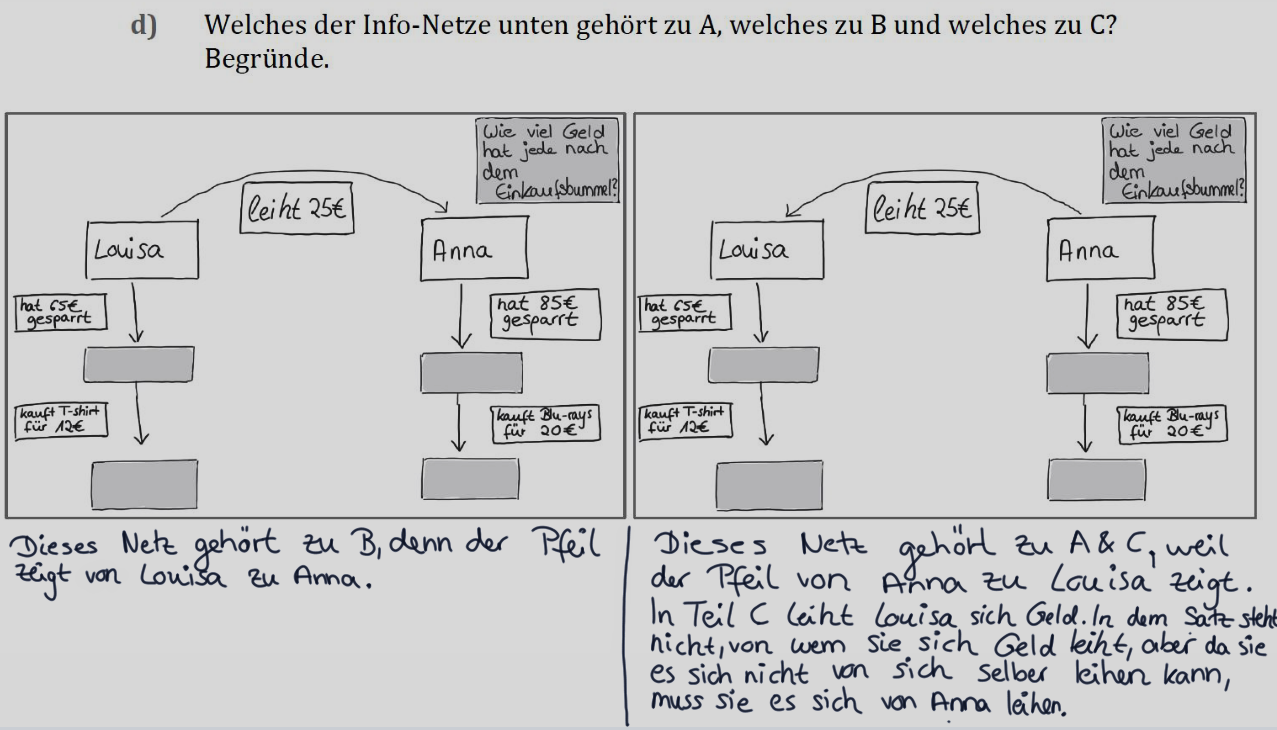 d) Welches der Info-Netze unten gehört zu A, welches zu B und welches zu C?
Begründe.
Wie viel Geld
hat jede nach
dem
Einkaufsbummel?
leiht 25€
Louisa
Anna
hat 65€
gesparrt
hat 85€
gesparrt
kauft T-shirt
für 12€
kauft Blu-rays
für 20€
Dieses Netz gehört zu B, denn der Pfeil
zeigt von Louisa zu Anna.
Wie viel Geld
hat jede nach
dem
Einkaufsbummel?
leiht 25€
Louisa
Anna
hat 65€
gesparrt
hat 85€
gesparrt
kauft T-shirt
für 12€
kauft Blu-rays
für 20€
Dieses Netz gehört zu A & C, weil
der Pfeil von Anna zu Louisa zeigt.
In Teil C leiht Louisa sich Geld. In dem Satz steht
nicht, von wem sie sich Geld leiht, aber da sie
es sich nicht von sich selber leihen kann,
muss sie es sich von Anna leihen.